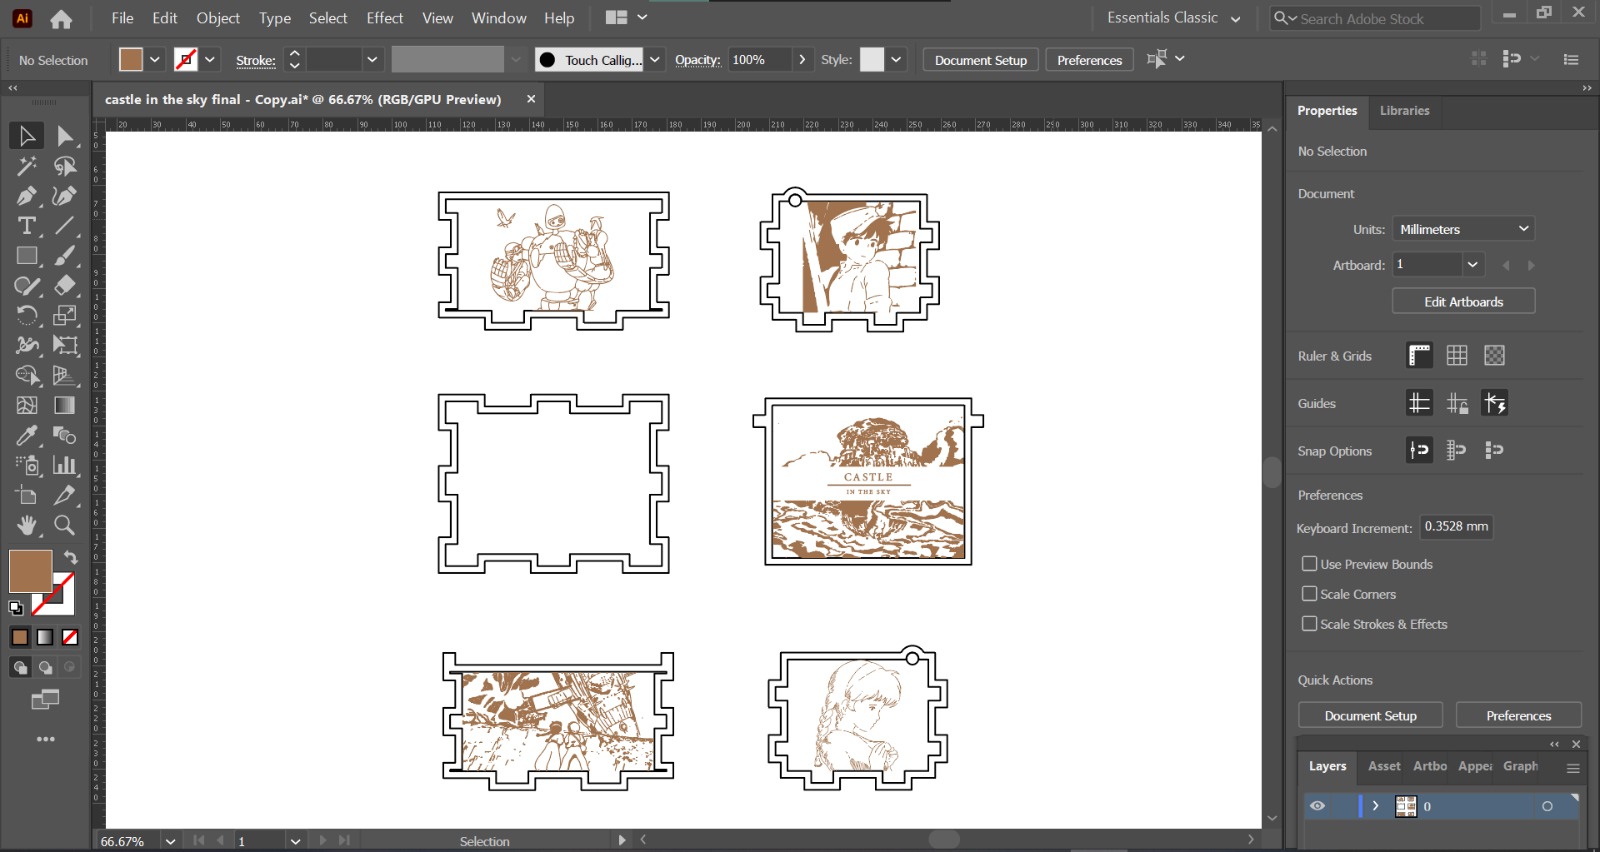 Ai File Edit Object Type Select Effect View Window Help Essentials Classic Search Adobe Stock
No Selection Stroke: Touch Callig... Opacity: 100% Style: Document Setup Preferences
castle in the sky final - Copy.ai* @ 66.67% (RGB/GPU Preview)
20 30 40 50 60 70 80 90 100 110 120 130 140 150 160 170 180 190 200 210 220 230 240 250 260 270 280 290 300 310 320 330 340 35
Properties Libraries
No Selection
Document
Units: Millimeters
Artboard: 1
Edit Artboards
Ruler & Grids
Guides
Snap Options
CASTLE
IN THE SKY
Preferences
Keyboard Increment: 0.3528 mm
Use Preview Bounds
Scale Corners
Scale Strokes & Effects
Quick Actions
Document Setup Preferences
Layers Asset Artbo Appea Graph
0
66.67% 1 Selection